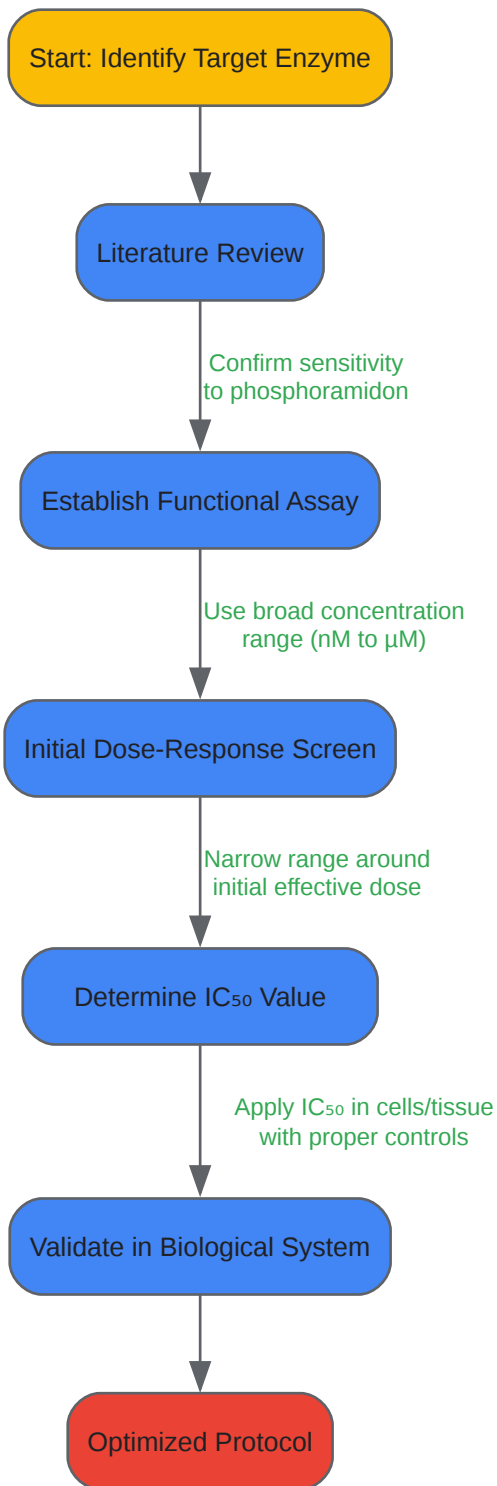 Start: Identify Target Enzyme
Literature Review
Confirm sensitivity
to phosphoramidon
Establish Functional Assay
Use broad concentration
range (nM to µM)
Initial Dose-Response Screen
Narrow range around
initial effective dose
Determine IC₅₀ Value
Apply IC₅₀ in cells/tissue
with proper controls
Validate in Biological System
Optimized Protocol